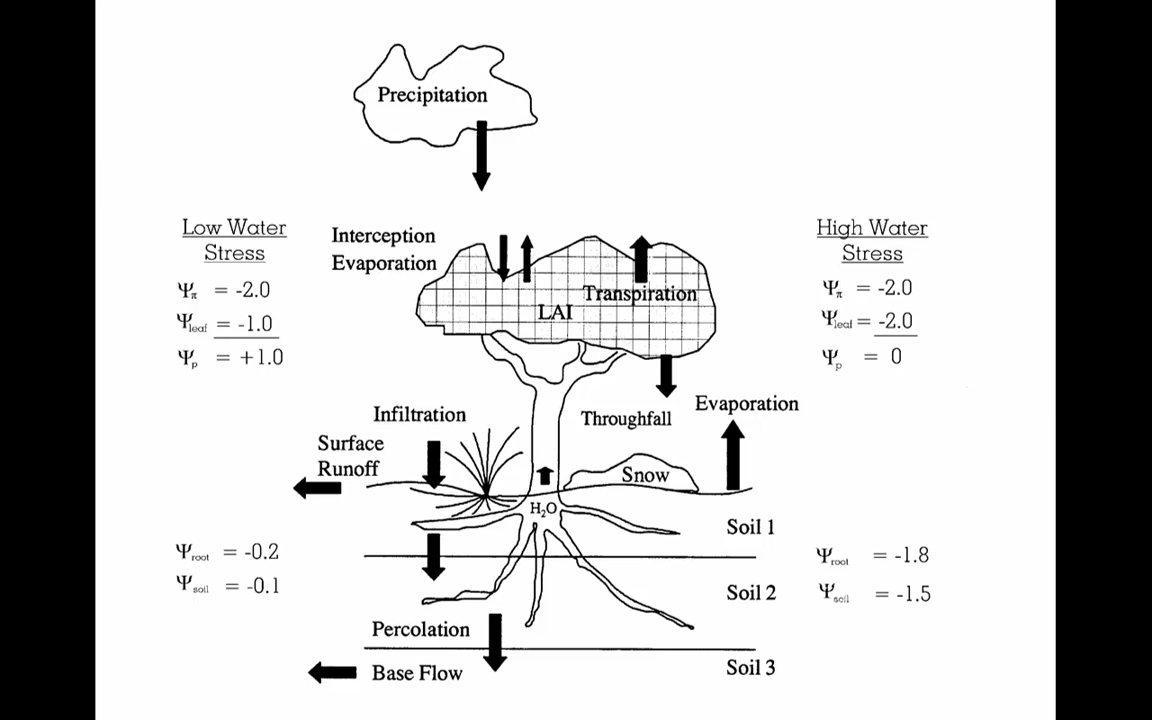 Precipitation
Low Water
Stress
Ψπ = -2.0
Ψleaf = -1.0
Ψp = +1.0
Interception
Evaporation
Transpiration
LAI
High Water
Stress
Ψπ = -2.0
Ψleaf = -2.0
Ψp = 0
Infiltration
Surface
Runoff
Throughfall
Evaporation
Snow
H₂O
Soil 1
Ψroot = -0.2
Ψsoil = -0.1
Soil 2
Ψroot = -1.8
Ψsoil = -1.5
Percolation
Base Flow
Soil 3